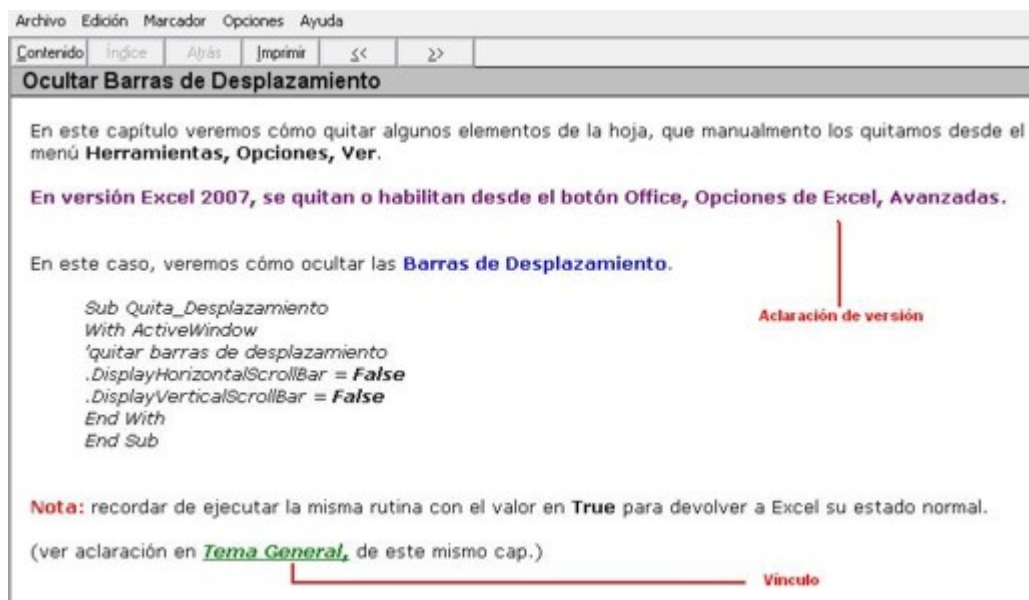 Archivo Edición Marcador Opciones Ayuda
Contenido Índice Atrás Imprimir << >>
Ocultar Barras de Desplazamiento
En este capítulo veremos cómo quitar algunos elementos de la hoja, que manualmento los quitamos desde el
menú Herramientas, Opciones, Ver.
En versión Excel 2007, se quitan o habilitan desde el botón Office, Opciones de Excel, Avanzadas.
En este caso, veremos cómo ocultar las Barras de Desplazamiento.
Aclaración de versión
Sub Quita_Desplazamiento
With ActiveWindow
'quitar barras de desplazamiento
.DisplayHorizontalScrollBar = False
.DisplayVerticalScrollBar = False
End With
End Sub
Nota: recordar de ejecutar la misma rutina con el valor en True para devolver a Excel su estado normal.
(ver aclaración en Tema General, de este mismo cap.)
Vínculo